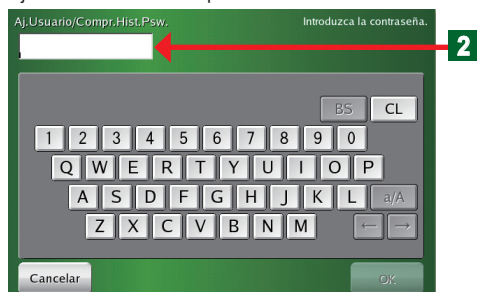 Aj.Usuario/Compr.Hist.Psw. Introduzca la contraseña.
2
BS CL
1 2 3 4 5 6 7 8 9 0
Q W E R T Y U I O P
A S D F G H J K L a/A
Z X C V B N M ← →
Cancelar OK